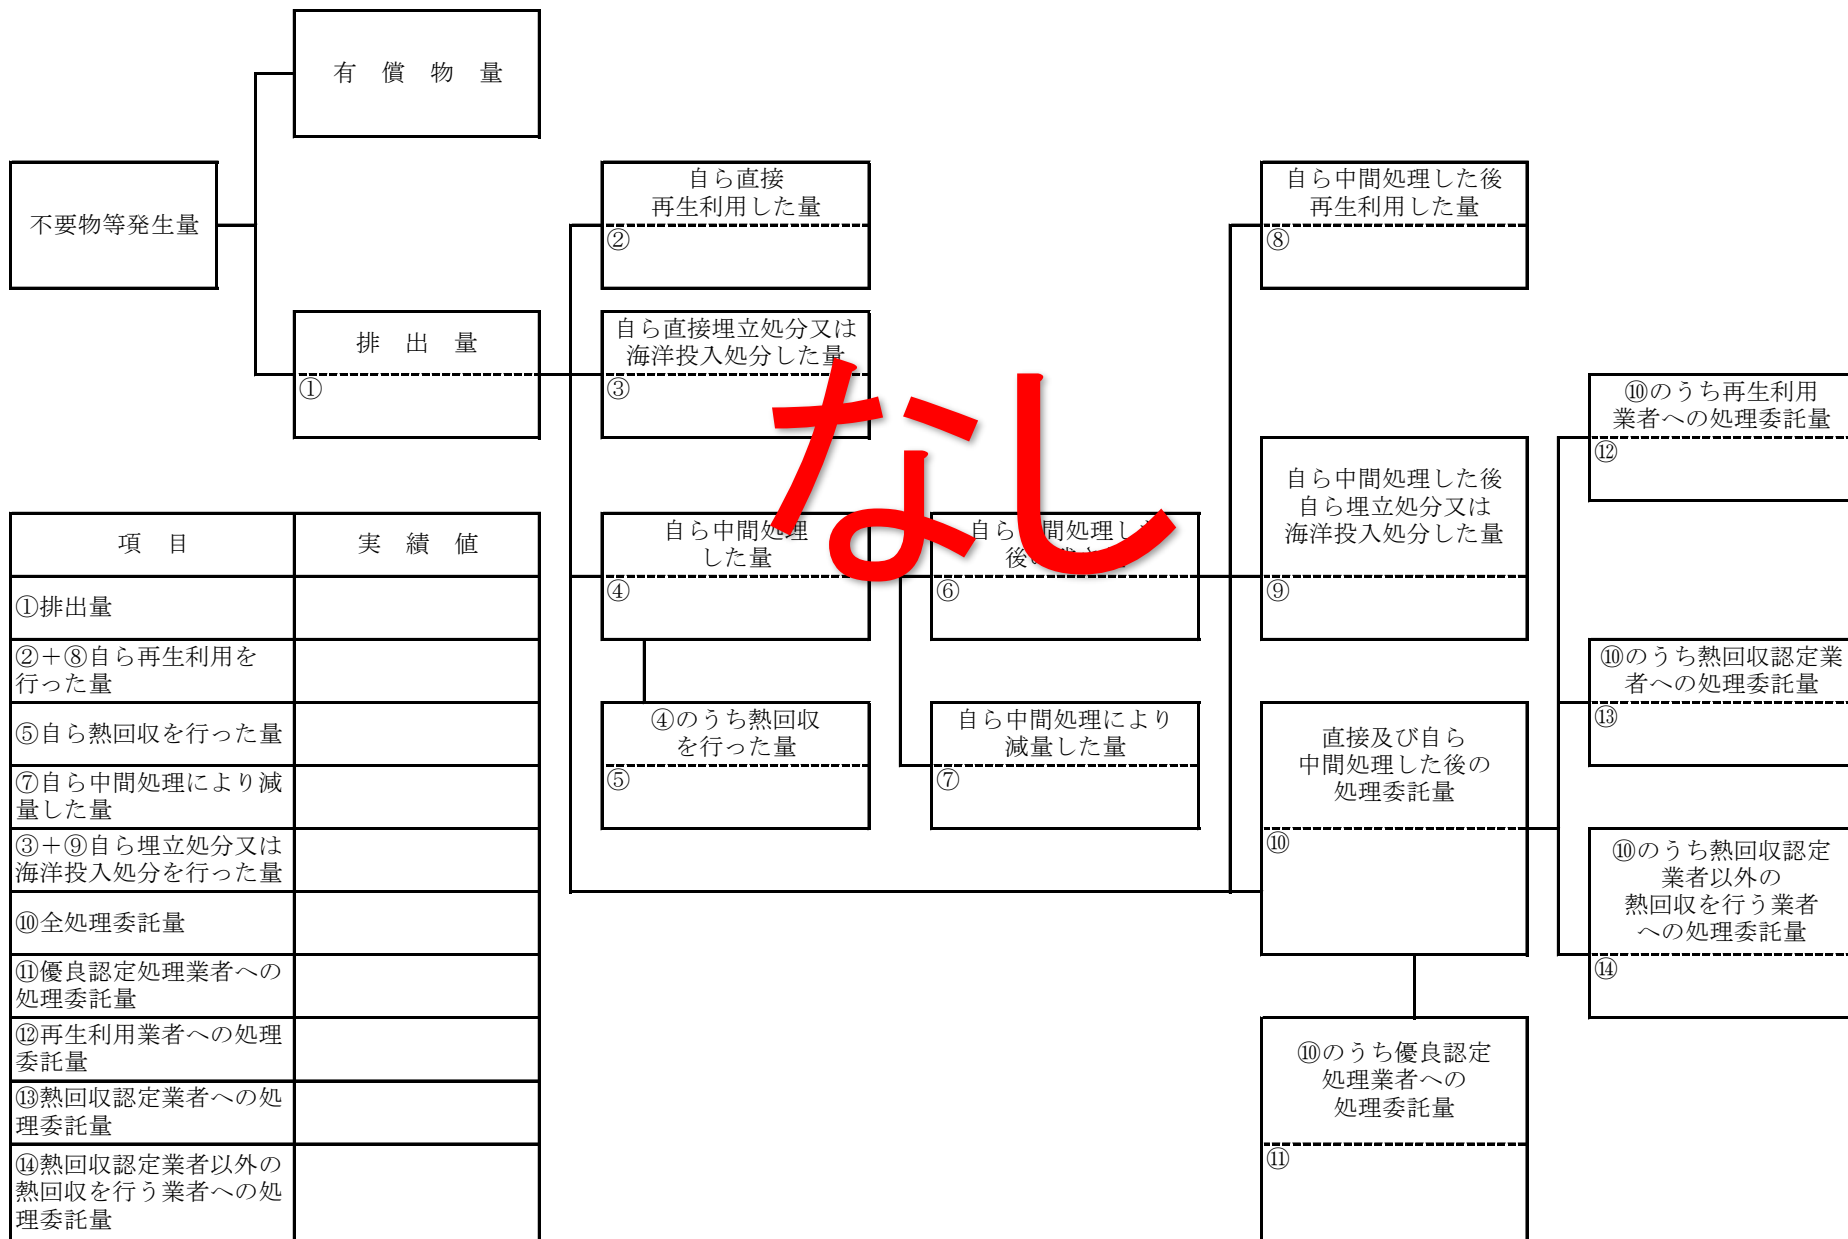 有 償 物 量
不要物等発生量
排 出 量
①
自ら直接
再生利用した量
②
自ら直接埋立処分又は
海洋投入処分した量
③
自ら中間処理
した量
④
④のうち熱回収
を行った量
⑤
自ら
間処理し
後
⑥
自ら中間処理により
減量した量
⑦
自ら中間処理した後
再生利用した量
⑧
自ら中間処理した後
自ら埋立処分又は
海洋投入処分した量
⑨
直接及び自ら
中間処理した後の
処理委託量
⑩
⑩のうち優良認定
処理業者への
処理委託量
⑪
⑩のうち再生利用
業者への処理委託量
⑫
⑩のうち熱回収認定業
者への処理委託量
⑬
⑩のうち熱回収認定
業者以外の
熱回収を行う業者
への処理委託量
⑭
なし
項 目
実 績 値
①排出量
②+⑧自ら再生利用を
行った量
⑤自ら熱回収を行った量
⑦自ら中間処理により減
量した量
③+⑨自ら埋立処分又は
海洋投入処分を行った量
⑩全処理委託量
⑪優良認定処理業者への
処理委託量
⑫再生利用業者への処理
委託量
⑬熱回収認定業者への処
理委託量
⑭熱回収認定業者以外の
熱回収を行う業者への処
理委託量